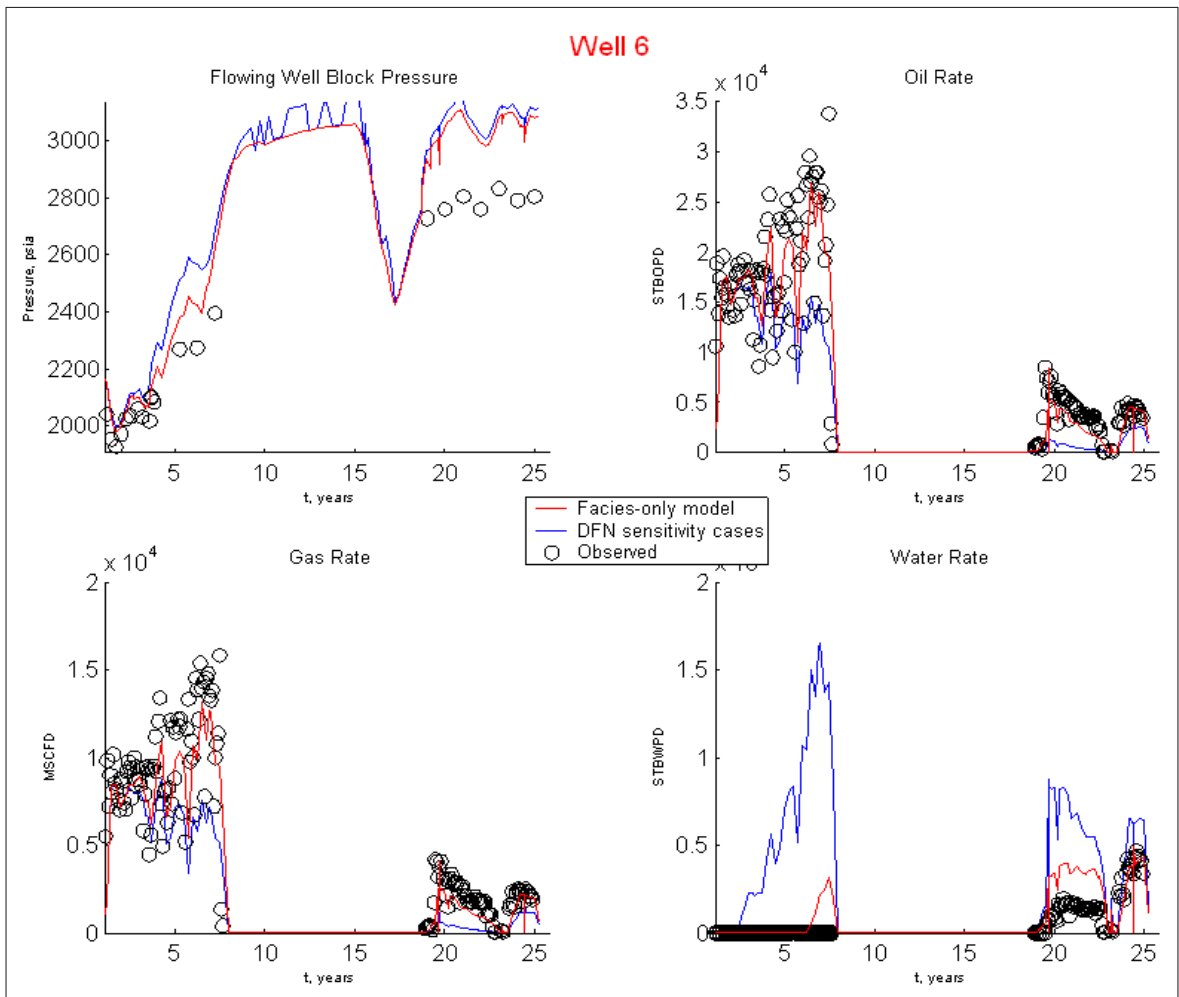 Well 6
Flowing Well Block Pressure
3000
2800
2600
2400
2200
2000
Pressure, psia
5 10 15 20 25
t, years
x 10^4
Oil Rate
3.5
3
2.5
2
1.5
1
0.5
0
STBOPD
5 10 15 20 25
t, years
Facies-only model
DFN sensitivity cases
Observed
x 10^4
Gas Rate
2
1.5
1
0.5
0
MSCFD
5 10 15 20 25
t, years
Water Rate
2
1.5
1
0.5
0
STBWPD
5 10 15 20 25
t, years